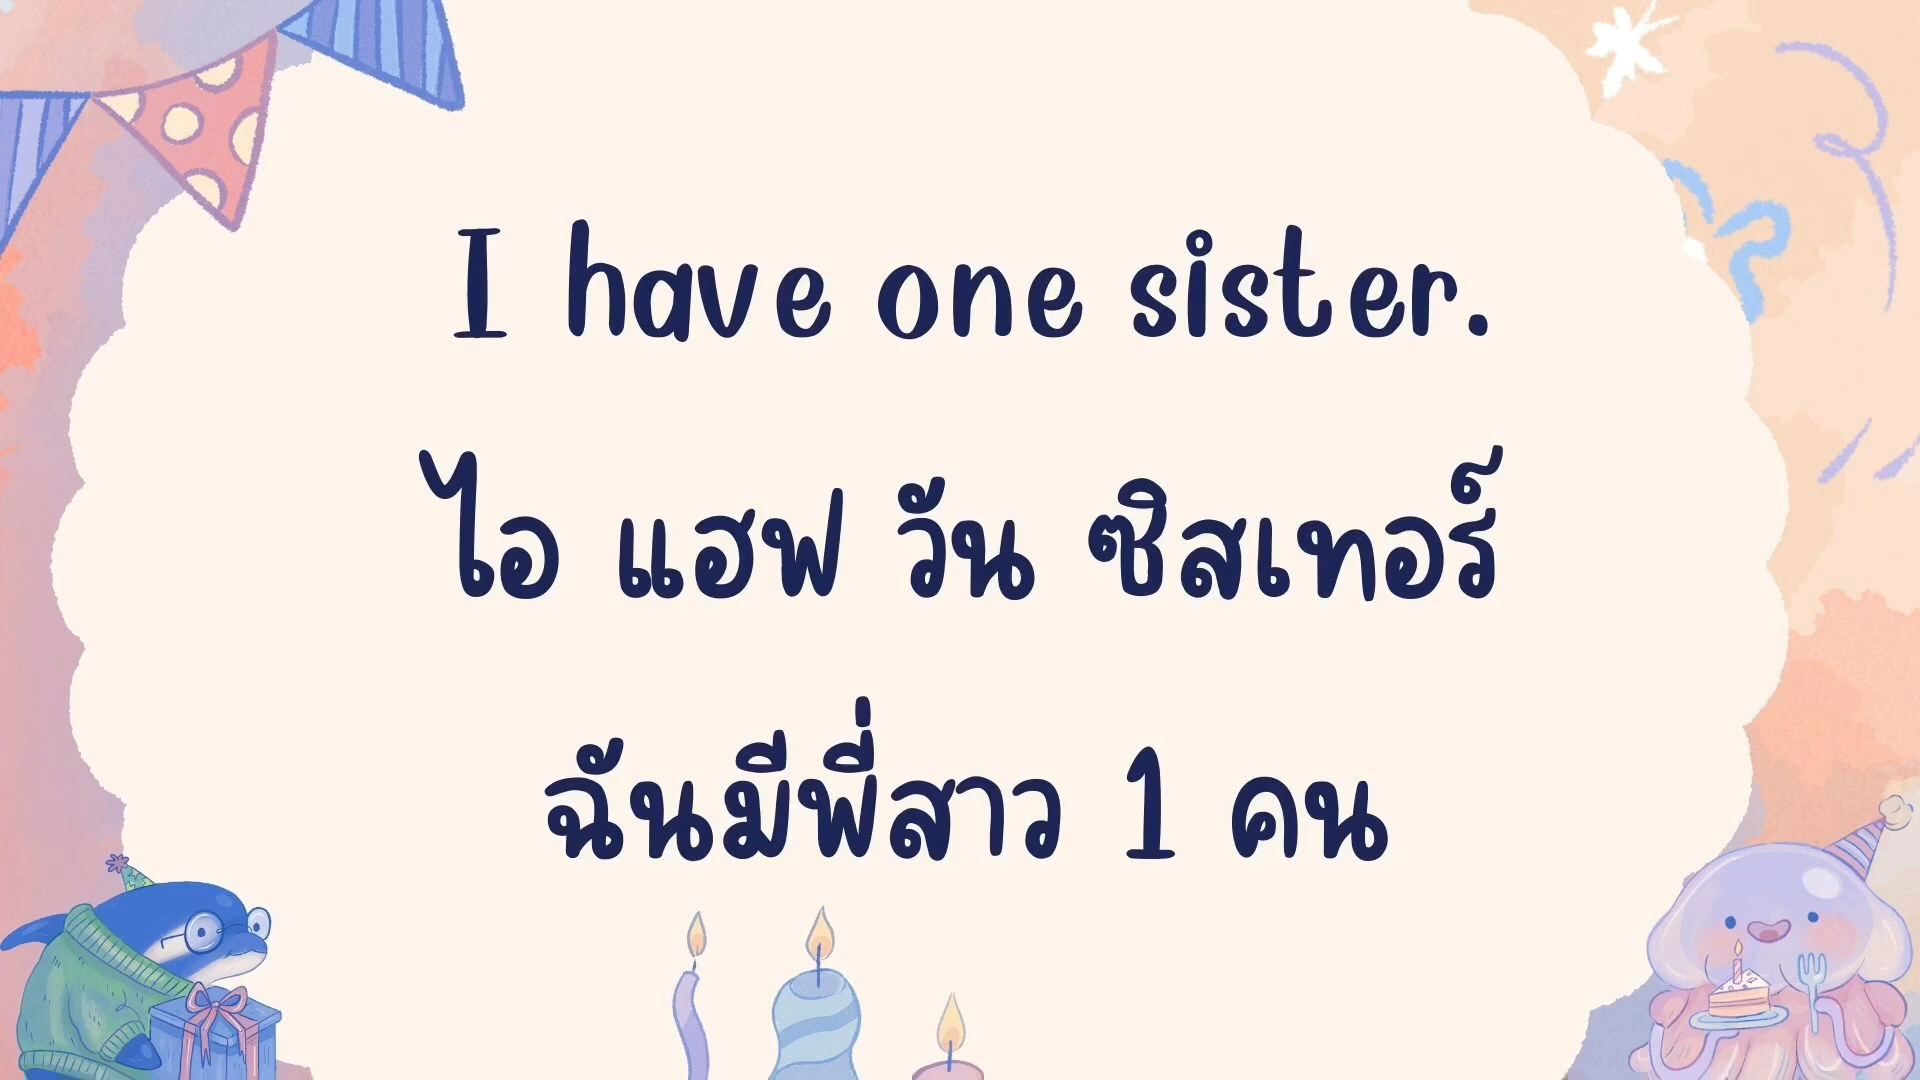 I have one sister.
ไอ แฮฟ วัน ซิสเทอร์
ฉันมีพี่สาว 1 คน